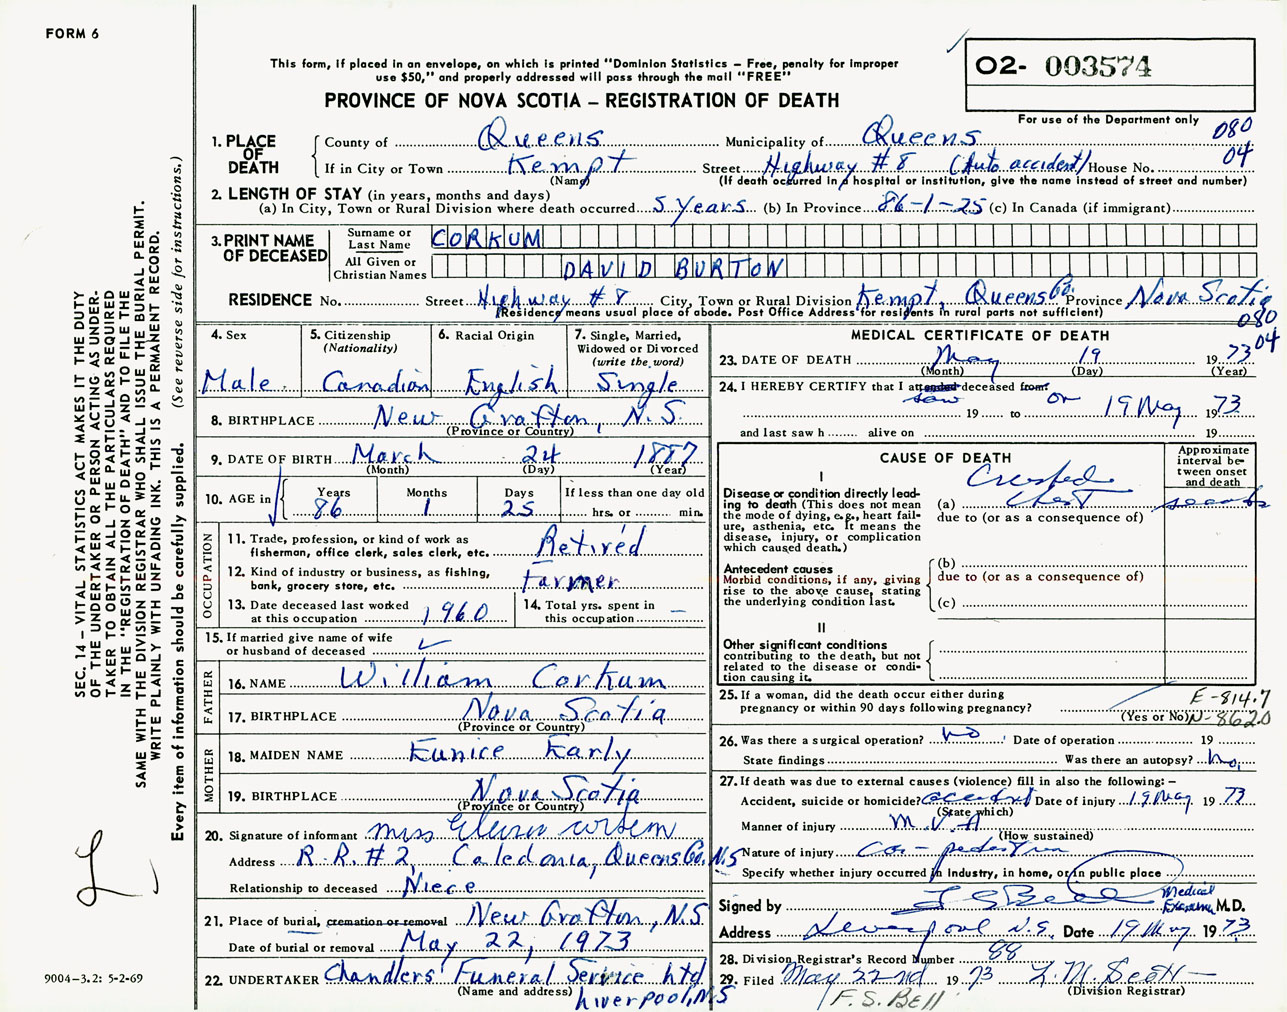 FORM 6
This form, if placed in an envelope, on which is printed "Dominion Statistics – Free, penalty for improper
use $50," and properly addressed will pass through the mail "FREE"
PROVINCE OF NOVA SCOTIA – REGISTRATION OF DEATH
O2- 003574
For use of the Department only
080
04
1. PLACE OF DEATH
County of Queens Municipality of Queens
If in City or Town Kempt Street Highway # 8 (Auto accident) House No.
(Name) (If death occurred in hospital or institution, give the name instead of street and number)
2. LENGTH OF STAY (in years, months and days)
(a) In City, Town or Rural Division where death occurred 5 years (b) In Province 86-1-25 (c) In Canada (if immigrant)
3. PRINT NAME OF DECEASED
Surname or Last Name CORKUM
All Given or Christian Names DAVID BURTON
RESIDENCE No. Street Highway # 8 City, Town or Rural Division Kempt, Queens Co. Province Nova Scotia
(Residence means usual place of abode. Post Office Address for residents in rural parts not sufficient)
080
04
4. Sex
Male
5. Citizenship
(Nationality)
Canadian
6. Racial Origin
English
7. Single, Married,
Widowed or Divorced
(write the word)
Single
8. BIRTHPLACE New Grafton, N.S.
(Province or Country)
9. DATE OF BIRTH March 24 1887
(Month) (Day) (Year)
10. AGE in
Years Months Days If less than one day old
86 1 25 hrs. or min.
OCCUPATION
11. Trade, profession, or kind of work as
fisherman, office clerk, sales clerk, etc. Retired
12. Kind of industry or business, as fishing,
bank, grocery store, etc. Farmer
13. Date deceased last worked
at this occupation 1960
14. Total yrs. spent in
this occupation –
15. If married give name of wife
or husband of deceased
FATHER
16. NAME William Corkum
17. BIRTHPLACE Nova Scotia
(Province or Country)
MOTHER
18. MAIDEN NAME Eunice Early
19. BIRTHPLACE Nova Scotia
(Province or Country)
20. Signature of informant Miss
Address R.R. # 2, Caledonia, Queens Co. N.S
Relationship to deceased Niece
21. Place of burial, cremation or removal New Grafton, N.S
Date of burial or removal May 22, 1973
22. UNDERTAKER Chandlers' Funeral Service Ltd
(Name and address) Liverpool, N.S
MEDICAL CERTIFICATE OF DEATH
23. DATE OF DEATH May 19 1973
(Month) (Day) (Year)
24. I HEREBY CERTIFY that I attended deceased from
saw on
19 to 19 May 1973
and last saw h alive on 19
CAUSE OF DEATH
Approximate interval between onset and death
I
Disease or condition directly leading to death (This does not
mean the mode of dying, e.g., heart failure, asthenia, etc. It means the
disease, injury, or complication
which caused death.)
(a) Crushed chest seconds
due to (or as a consequence of)
Antecedent causes
Morbid conditions, if any, giving
rise to the above cause, stating
the underlying condition last.
(b)
due to (or as a consequence of)
(c)
II
Other significant conditions
contributing to the death, but not
related to the disease or condition causing it.
25. If a woman, did the death occur either during
pregnancy or within 90 days following pregnancy?
(Yes or No)
E-814.7
N-862.0
26. Was there a surgical operation? No Date of operation 19
State findings Was there an autopsy? No.
27. If death was due to external causes (violence) fill in also the following: –
Accident, suicide or homicide? accident Date of injury 19 May 1973
(State which)
Manner of injury M.V.A
(How sustained)
Nature of injury Car - pedestrian
Specify whether injury occurred in industry, in home, or in public place
Signed by F S Bell Medical Examiner M.D.
Address Liverpool N.S. Date 19 May 1973
28. Division Registrar's Record Number 88
29. Filed May 22nd 1973 L. M. Scott
(Division Registrar)
F. S. BELL
SEC. 14 – VITAL STATISTICS ACT MAKES IT THE DUTY
OF THE UNDERTAKER OR PERSON ACTING AS UNDER-
TAKER TO OBTAIN ALL THE PARTICULARS REQUIRED
IN THE "REGISTRATION OF DEATH" AND TO FILE THE
SAME WITH THE DIVISION REGISTRAR WHO SHALL ISSUE THE BURIAL PERMIT.
WRITE PLAINLY WITH UNFADING INK. THIS IS A PERMANENT RECORD.
Every item of information should be carefully supplied. (See reverse side for instructions.)
L
9004–3.2: 5-2-69